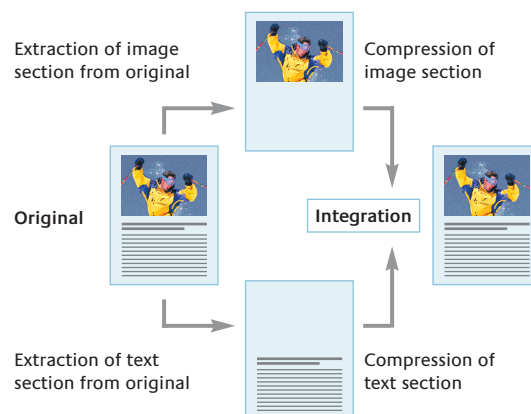 Extraction of image
section from original
Compression of
image section
Original
Integration
Extraction of text
section from original
Compression of
text section